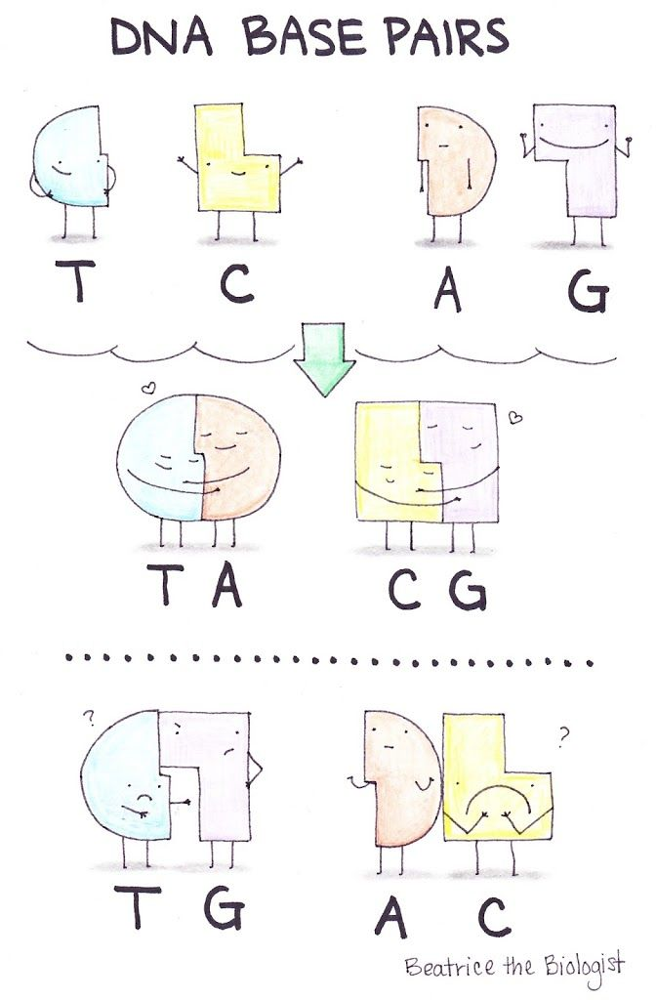 DNA BASE PAIRS
T C A G
T A C G
? ?
T G A C
Beatrice the Biologist